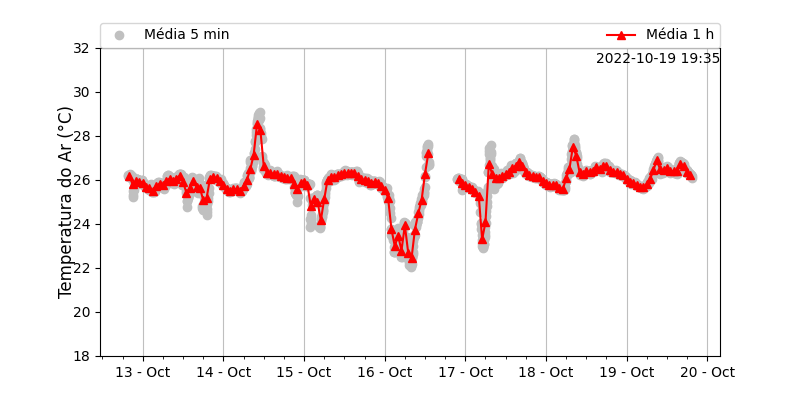 Média 5 min
Média 1 h
2022-10-19 19:35
Temperatura do Ar (°C)
32
30
28
26
24
22
20
18
13 - Oct
14 - Oct
15 - Oct
16 - Oct
17 - Oct
18 - Oct
19 - Oct
20 - Oct